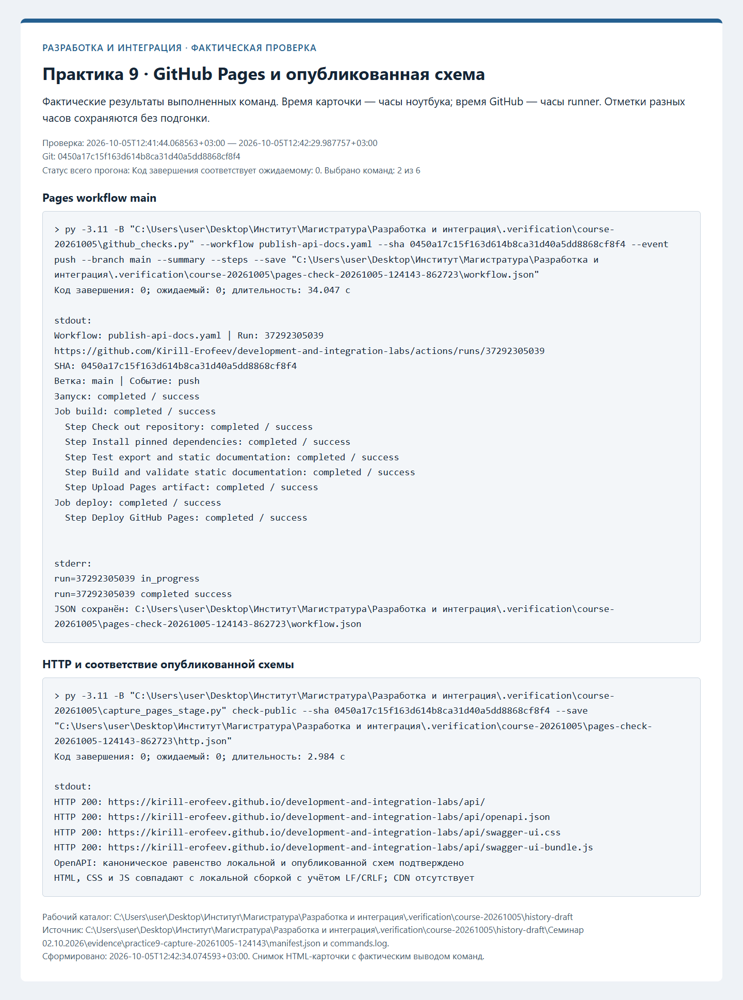 РАЗРАБОТКА И ИНТЕГРАЦИЯ · ФАКТИЧЕСКАЯ ПРОВЕРКА
Практика 9 · GitHub Pages и опубликованная схема
Фактические результаты выполненных команд. Время карточки — часы ноутбука; время GitHub — часы runner. Отметки разных
часов сохраняются без подгонки.
Проверка: 2026-10-05T12:41:44.068563+03:00 — 2026-10-05T12:42:29.987757+03:00
Git: 0450a17c15f163d614b8ca31d40a5dd8868cf8f4
Статус всего прогона: Код завершения соответствует ожидаемому: 0. Выбрано команд: 2 из 6
Pages workflow main
> py -3.11 -B "C:\Users\user\Desktop\Институт\Магистратура\Разработка и интеграция\.verification\course-
20261005\github_checks.py" --workflow publish-api-docs.yaml --sha 0450a17c15f163d614b8ca31d40a5dd8868cf8f4 --event
push --branch main --summary --steps --save "C:\Users\user\Desktop\Институт\Магистратура\Разработка и
интеграция\.verification\course-20261005\pages-check-20261005-124143-862723\workflow.json"
Код завершения: 0; ожидаемый: 0; длительность: 34.047 с
stdout:
Workflow: publish-api-docs.yaml | Run: 37292305039
https://github.com/Kirill-Erofeev/development-and-integration-labs/actions/runs/37292305039
SHA: 0450a17c15f163d614b8ca31d40a5dd8868cf8f4
Ветка: main | Событие: push
Запуск: completed / success
Job build: completed / success
Step Check out repository: completed / success
Step Install pinned dependencies: completed / success
Step Test export and static documentation: completed / success
Step Build and validate static documentation: completed / success
Step Upload Pages artifact: completed / success
Job deploy: completed / success
Step Deploy GitHub Pages: completed / success
stderr:
run=37292305039 in_progress
run=37292305039 completed success
JSON сохранён: C:\Users\user\Desktop\Институт\Магистратура\Разработка и интеграция\.verification\course-
20261005\pages-check-20261005-124143-862723\workflow.json
HTTP и соответствие опубликованной схемы
> py -3.11 -B "C:\Users\user\Desktop\Институт\Магистратура\Разработка и интеграция\.verification\course-
20261005\capture_pages_stage.py" check-public --sha 0450a17c15f163d614b8ca31d40a5dd8868cf8f4 --save
"C:\Users\user\Desktop\Институт\Магистратура\Разработка и интеграция\.verification\course-20261005\pages-check-
20261005-124143-862723\http.json"
Код завершения: 0; ожидаемый: 0; длительность: 2.984 с
stdout:
HTTP 200: https://kirill-erofeev.github.io/development-and-integration-labs/api/
HTTP 200: https://kirill-erofeev.github.io/development-and-integration-labs/api/openapi.json
HTTP 200: https://kirill-erofeev.github.io/development-and-integration-labs/api/swagger-ui.css
HTTP 200: https://kirill-erofeev.github.io/development-and-integration-labs/api/swagger-ui-bundle.js
OpenAPI: каноническое равенство локальной и опубликованной схем подтверждено
HTML, CSS и JS совпадают с локальной сборкой с учётом LF/CRLF; CDN отсутствует
Рабочий каталог: C:\Users\user\Desktop\Институт\Магистратура\Разработка и интеграция\.verification\course-20261005\history-draft
Источник: C:\Users\user\Desktop\Институт\Магистратура\Разработка и интеграция\.verification\course-20261005\history-draft\Семинар
02.10.2026\evidence\practice9-capture-20261005-124143\manifest.json и commands.log.
Сформировано: 2026-10-05T12:42:34.074593+03:00. Снимок HTML-карточки с фактическим выводом команд.